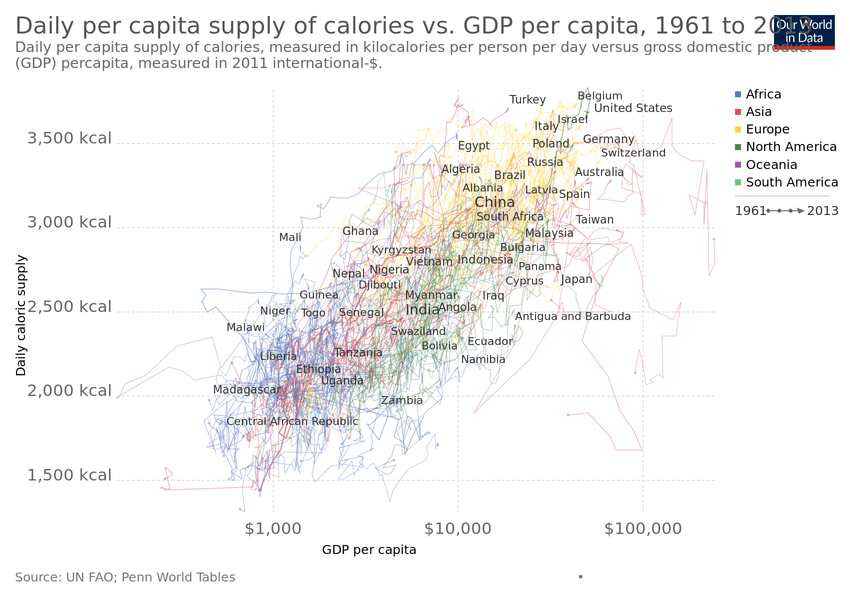 Daily per capita supply of calories vs. GDP per capita, 1961 to 2013
Our World
in Data
Daily per capita supply of calories, measured in kilocalories per person per day versus gross domestic product
(GDP) percapita, measured in 2011 international-$.
Africa
Asia
Europe
North America
Oceania
South America
1961
2013
Daily caloric supply
3,500 kcal
3,000 kcal
2,500 kcal
2,000 kcal
1,500 kcal
Turkey
Belgium
United States
Israel
Italy
Egypt
Poland
Germany
Switzerland
Algeria
Russia
Brazil
Australia
Albania
Latvia
Spain
China
South Africa
Taiwan
Mali
Ghana
Georgia
Malaysia
Kyrgyzstan
Bulgaria
Vietnam
Indonesia
Panama
Nepal
Nigeria
Djibouti
Cyprus
Japan
Guinea
Myanmar
Iraq
Niger
Togo
Senegal
India
Angola
Antigua and Barbuda
Malawi
Swaziland
Bolivia
Ecuador
Liberia
Tanzania
Namibia
Ethiopia
Uganda
Madagascar
Zambia
Central African Republic
$1,000
$10,000
$100,000
GDP per capita
Source: UN FAO; Penn World Tables